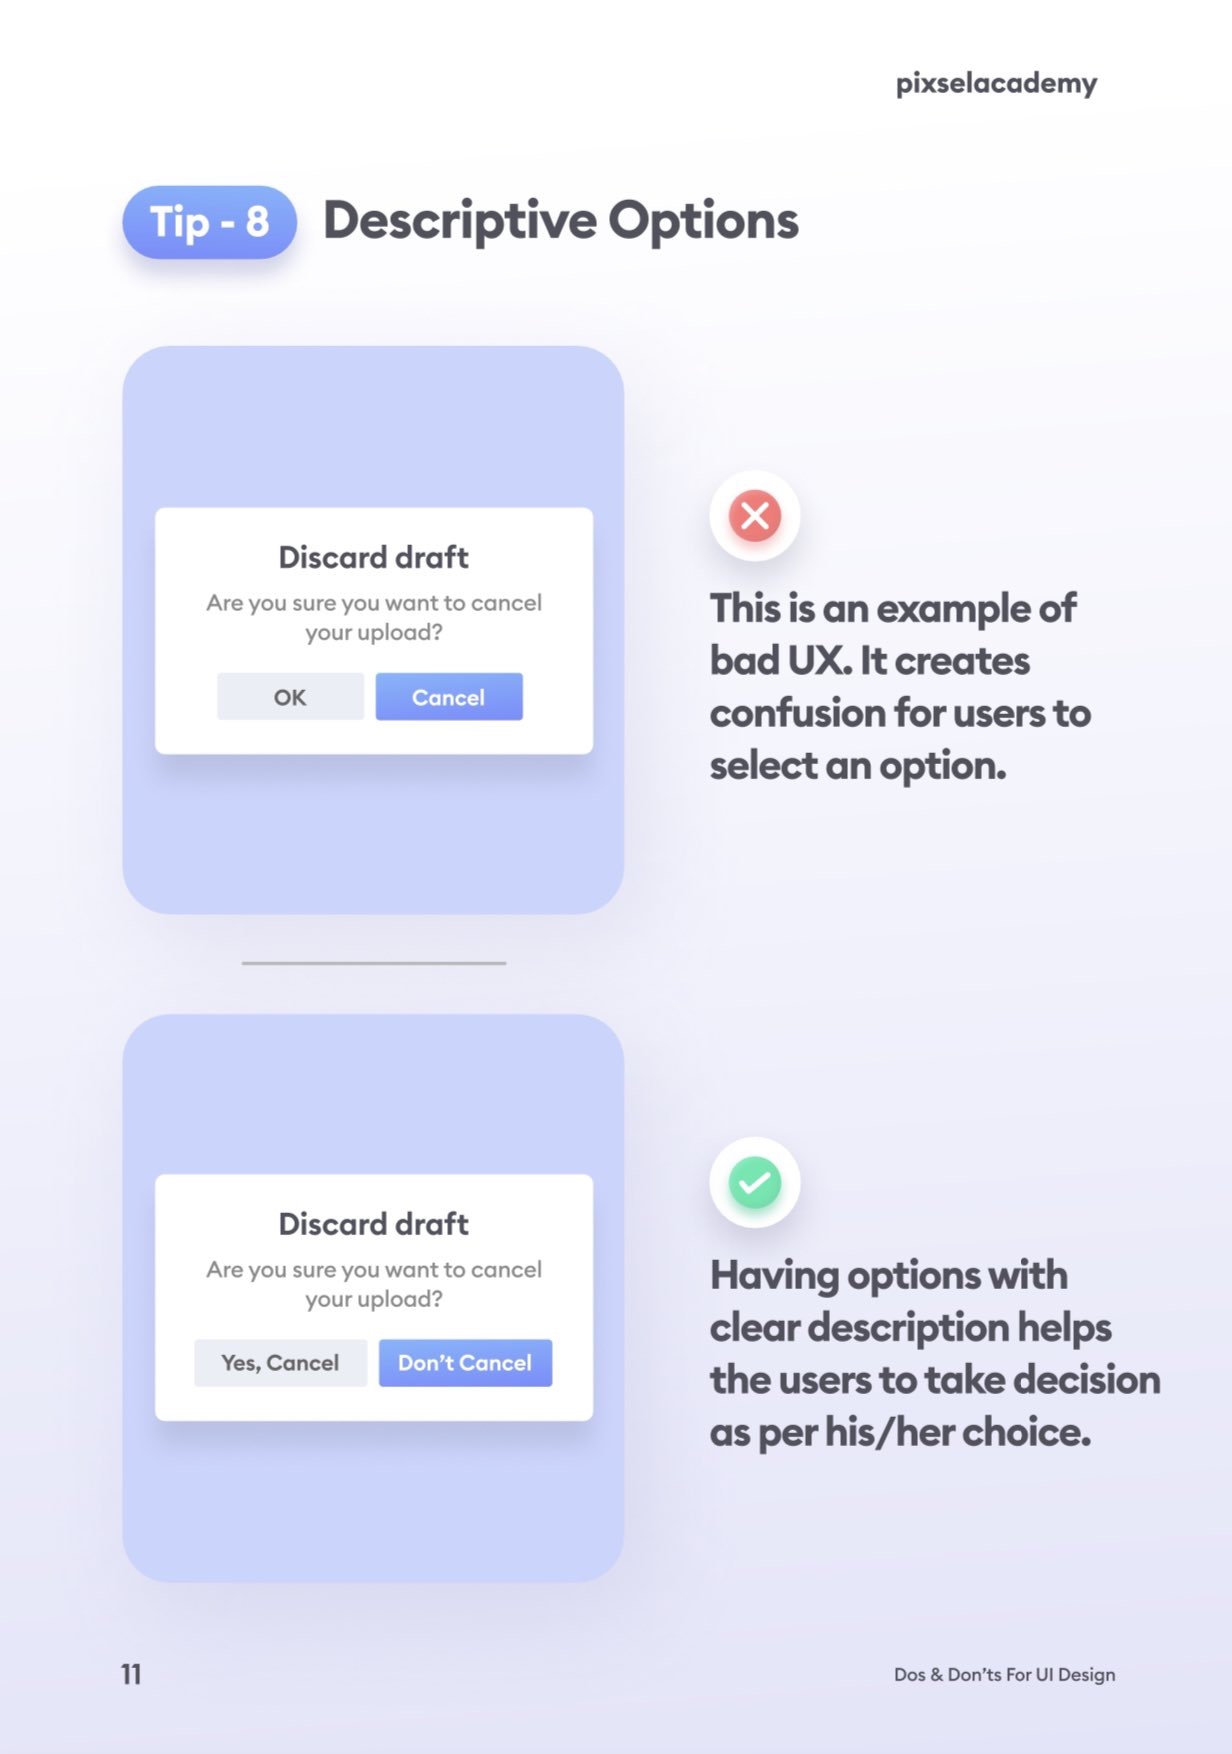 pixselacademy
Tip - 8
Descriptive Options
Discard draft
Are you sure you want to cancel
your upload?
OK
Cancel
This is an example of
bad UX. It creates
confusion for users to
select an option.
Discard draft
Are you sure you want to cancel
your upload?
Yes, Cancel
Don’t Cancel
Having options with
clear description helps
the users to take decision
as per his/her choice.
11
Dos & Don’ts For UI Design